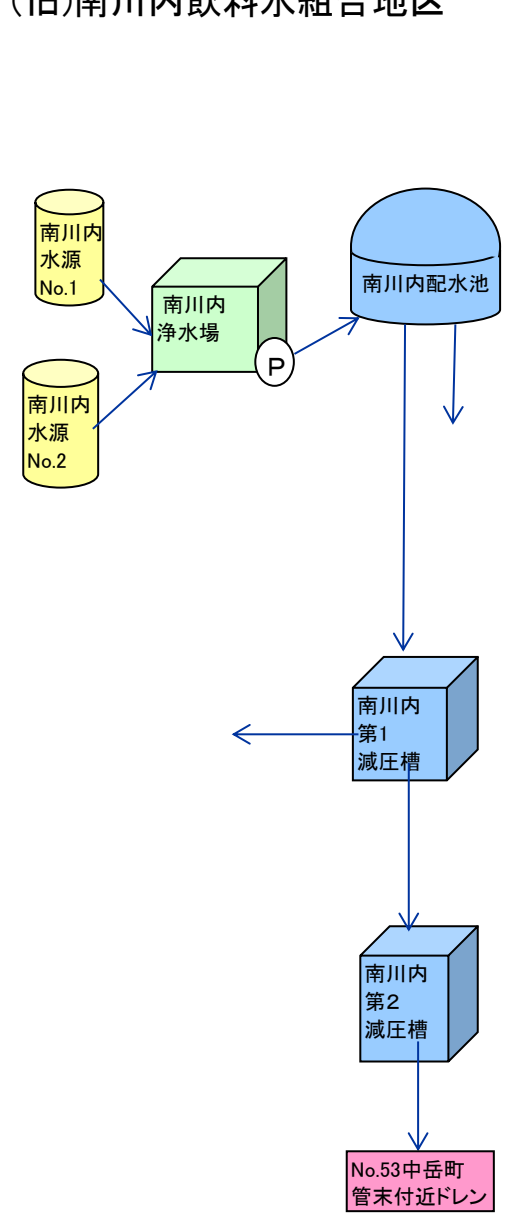 (旧)南川内飲料水組合地区
南川内
水源
No.1
南川内
浄水場
P
南川内配水池
南川内
水源
No.2
南川内
第1
減圧槽
南川内
第2
減圧槽
No.53中岳町
管末付近ドレン